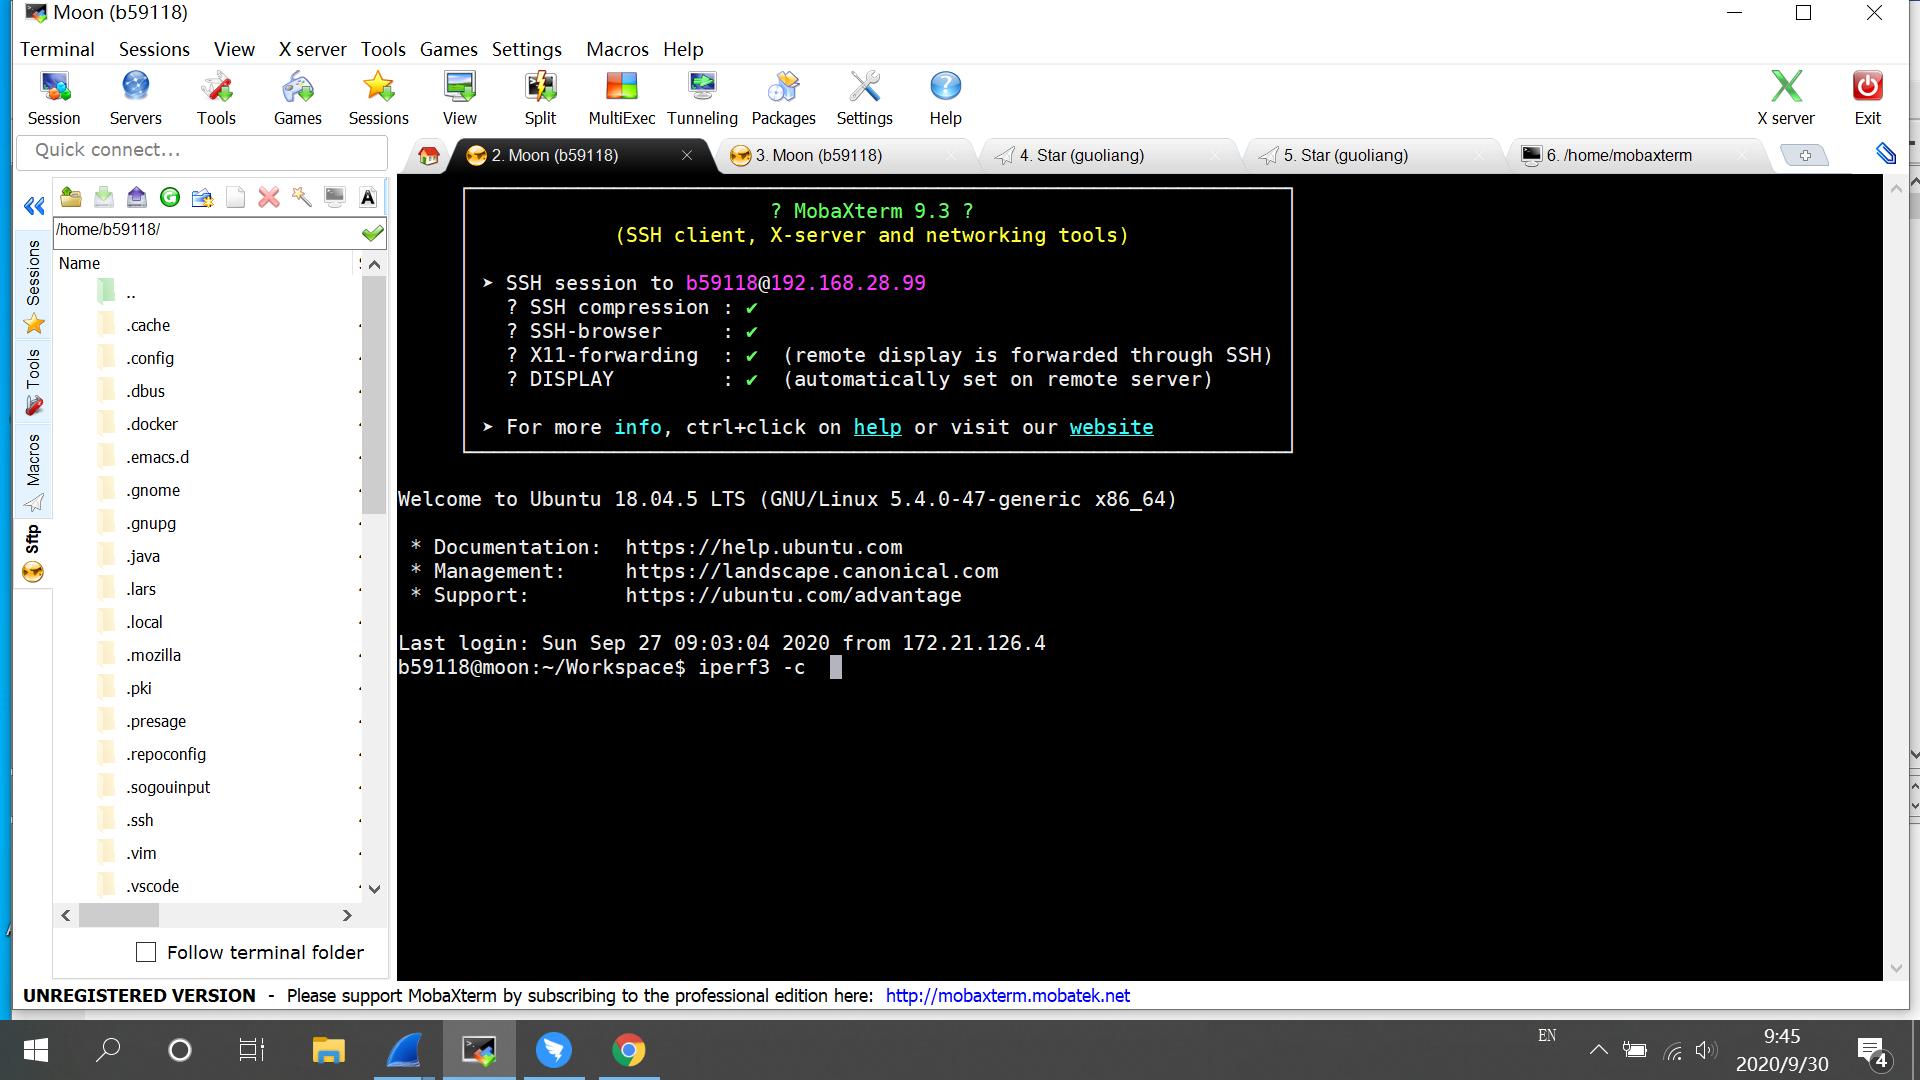 Moon (b59118)
Terminal Sessions View X server Tools Games Settings Macros Help
Session Servers Tools Games Sessions View Split MultiExec Tunneling Packages Settings Help X server Exit
Quick connect...
2. Moon (b59118)
3. Moon (b59118)
4. Star (guoliang)
5. Star (guoliang)
6. /home/mobaxterm
Sessions
Tools
Macros
Sftp
A
/home/b59118/
Name
..
.cache
.config
.dbus
.docker
.emacs.d
.gnome
.gnupg
.java
.lars
.local
.mozilla
.pki
.presage
.repoconfig
.sogouinput
.ssh
.vim
.vscode
Follow terminal folder
? MobaXterm 9.3 ?
(SSH client, X-server and networking tools)
➤ SSH session to b59118@192.168.28.99
? SSH compression : ✔
? SSH-browser : ✔
? X11-forwarding : ✔ (remote display is forwarded through SSH)
? DISPLAY : ✔ (automatically set on remote server)
➤ For more info, ctrl+click on help or visit our website
Welcome to Ubuntu 18.04.5 LTS (GNU/Linux 5.4.0-47-generic x86_64)
* Documentation: https://help.ubuntu.com
* Management: https://landscape.canonical.com
* Support: https://ubuntu.com/advantage
Last login: Sun Sep 27 09:03:04 2020 from 172.21.126.4
b59118@moon:~/Workspace$ iperf3 -c
UNREGISTERED VERSION - Please support MobaXterm by subscribing to the professional edition here: http://mobaxterm.mobatek.net
EN
9:45
2020/9/30
4